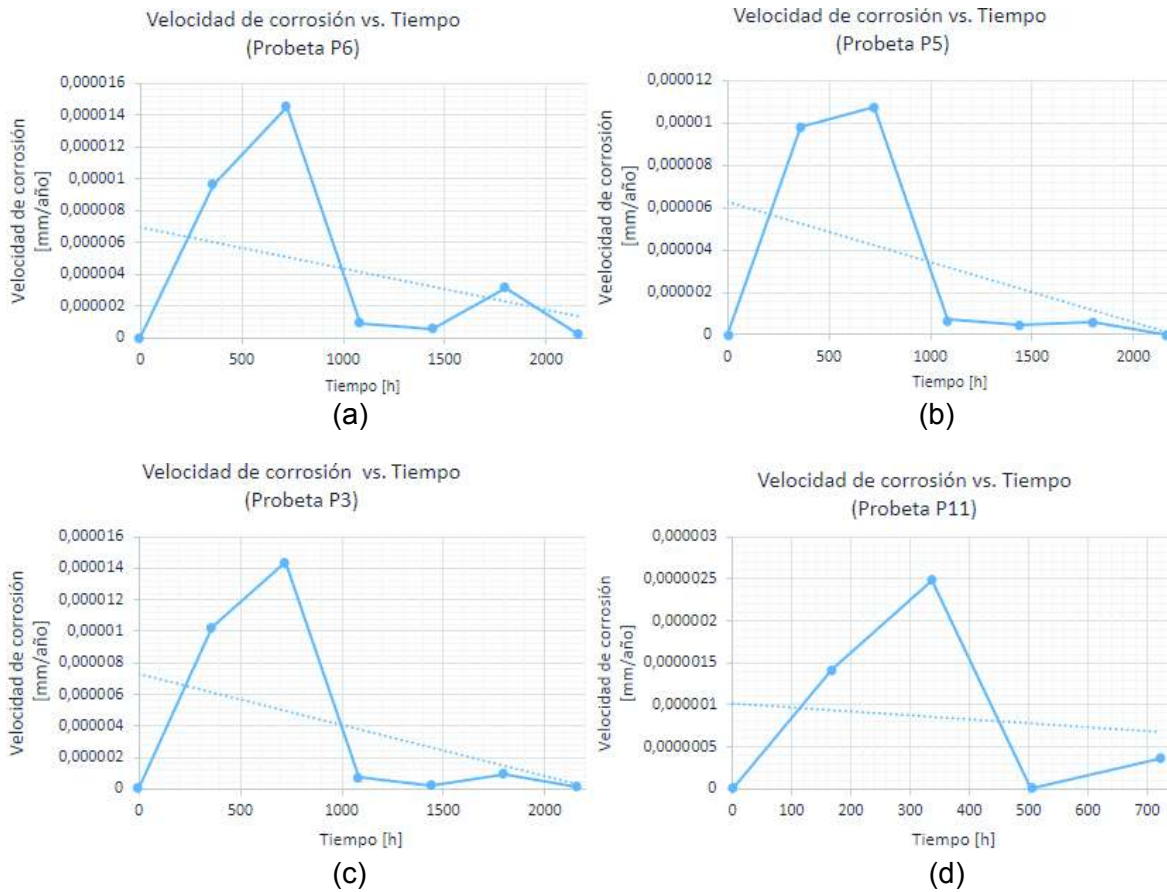 Velocidad de corrosión vs. Tiempo
(Probeta P6)
0,000016
0,000014
0,000012
0,00001
0,000008
0,000006
0,000004
0,000002
0
Velocidad de corrosión
[mm/año]
0 500 1000 1500 2000
Tiempo [h]
(a)
Velocidad de corrosión vs. Tiempo
(Probeta P5)
0,000012
0,00001
0,000008
0,000006
0,000004
0,000002
0
Veelocidad de corrosión
[mm/año]
0 500 1000 1500 2000
Tiempo [h]
(b)
Velocidad de corrosión vs. Tiempo
(Probeta P3)
0,000016
0,000014
0,000012
0,00001
0,000008
0,000006
0,000004
0,000002
0
Velocidad de corrosión
[mm/año]
0 500 1000 1500 2000
Tiempo [h]
(c)
Velocidad de corrosión vs. Tiempo
(Probeta P11)
0,000003
0,0000025
0,000002
0,0000015
0,000001
0,0000005
0
Velocidad de corrosión
[mm/año]
0 100 200 300 400 500 600 700
Tiempo [h]
(d)